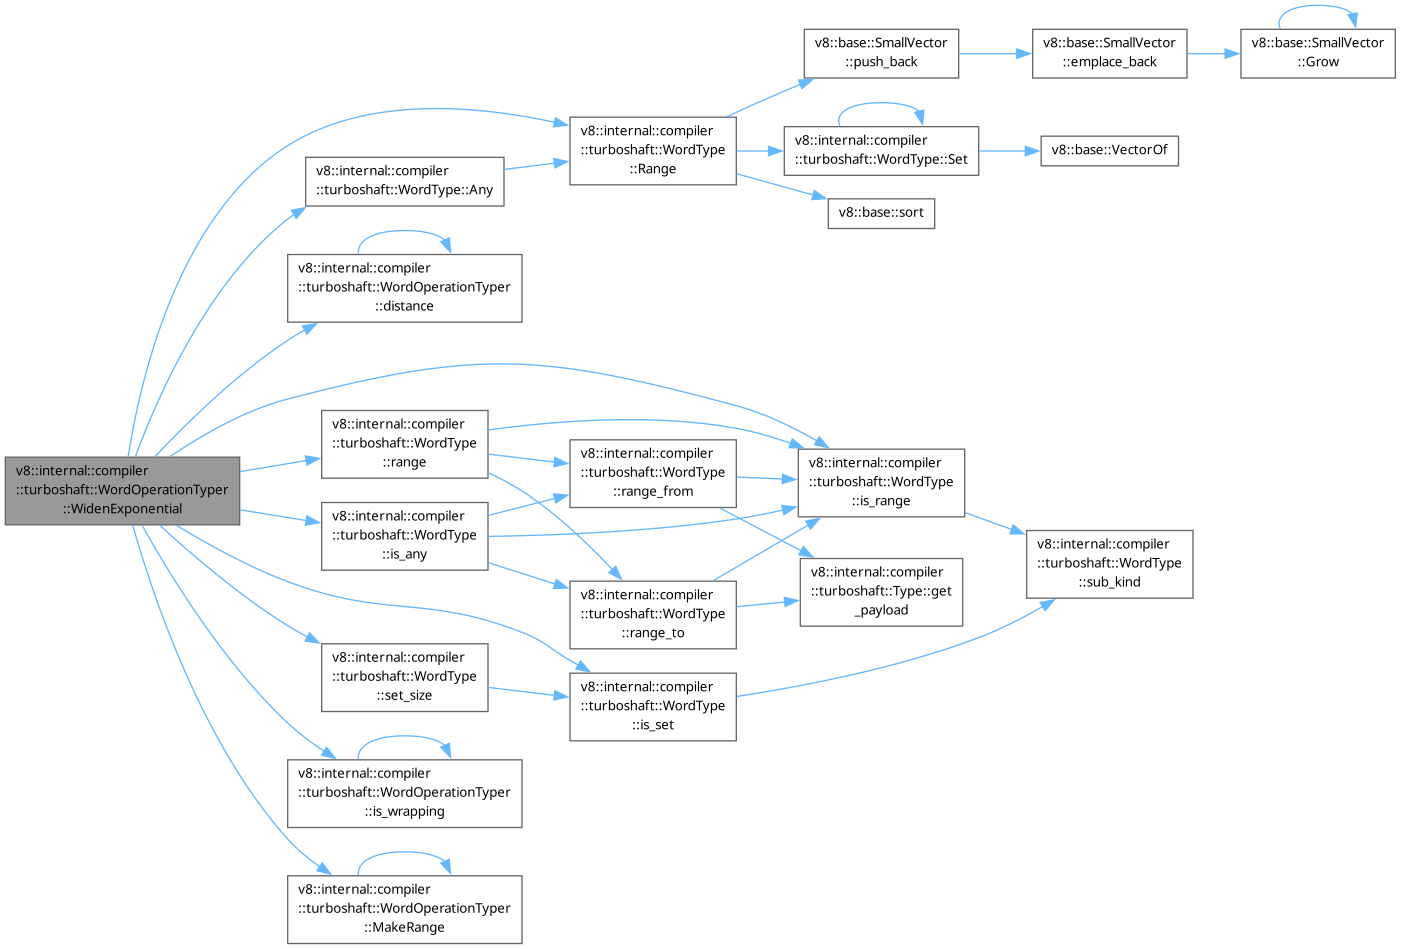 v8::base::SmallVector
::push_back
v8::base::SmallVector
::emplace_back
v8::base::SmallVector
::Grow
v8::internal::compiler
::turboshaft::WordType
::Range
v8::internal::compiler
::turboshaft::WordType::Set
v8::base::VectorOf
v8::internal::compiler
::turboshaft::WordType::Any
v8::base::sort
v8::internal::compiler
::turboshaft::WordOperationTyper
::distance
v8::internal::compiler
::turboshaft::WordOperationTyper
::WidenExponential
v8::internal::compiler
::turboshaft::WordType
::range
v8::internal::compiler
::turboshaft::WordType
::range_from
v8::internal::compiler
::turboshaft::WordType
::is_range
v8::internal::compiler
::turboshaft::WordType
::is_any
v8::internal::compiler
::turboshaft::WordType
::sub_kind
v8::internal::compiler
::turboshaft::Type::get
_payload
v8::internal::compiler
::turboshaft::WordType
::range_to
v8::internal::compiler
::turboshaft::WordType
::set_size
v8::internal::compiler
::turboshaft::WordType
::is_set
v8::internal::compiler
::turboshaft::WordOperationTyper
::is_wrapping
v8::internal::compiler
::turboshaft::WordOperationTyper
::MakeRange